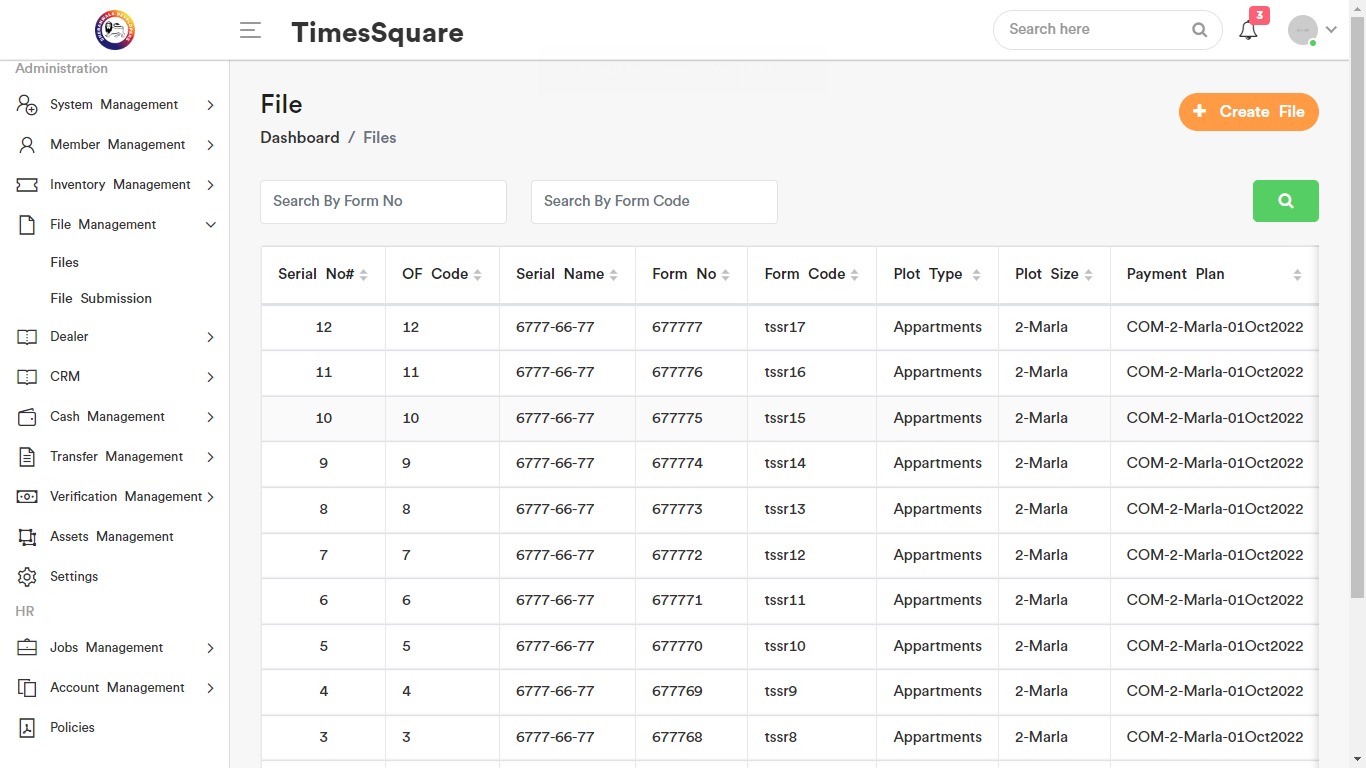 TimesSquare
Search here
3
Administration
System Management
Member Management
Inventory Management
File Management
Files
File Submission
Dealer
CRM
Cash Management
Transfer Management
Verification Management
Assets Management
Settings
HR
Jobs Management
Account Management
Policies
File
Dashboard / Files
+ Create File
Search By Form No
Search By Form Code
Serial No# OF Code Serial Name Form No Form Code Plot Type Plot Size Payment Plan
12 12 6777-66-77 677777 tssr17 Appartments 2-Marla COM-2-Marla-01Oct2022
11 11 6777-66-77 677776 tssr16 Appartments 2-Marla COM-2-Marla-01Oct2022
10 10 6777-66-77 677775 tssr15 Appartments 2-Marla COM-2-Marla-01Oct2022
9 9 6777-66-77 677774 tssr14 Appartments 2-Marla COM-2-Marla-01Oct2022
8 8 6777-66-77 677773 tssr13 Appartments 2-Marla COM-2-Marla-01Oct2022
7 7 6777-66-77 677772 tssr12 Appartments 2-Marla COM-2-Marla-01Oct2022
6 6 6777-66-77 677771 tssr11 Appartments 2-Marla COM-2-Marla-01Oct2022
5 5 6777-66-77 677770 tssr10 Appartments 2-Marla COM-2-Marla-01Oct2022
4 4 6777-66-77 677769 tssr9 Appartments 2-Marla COM-2-Marla-01Oct2022
3 3 6777-66-77 677768 tssr8 Appartments 2-Marla COM-2-Marla-01Oct2022